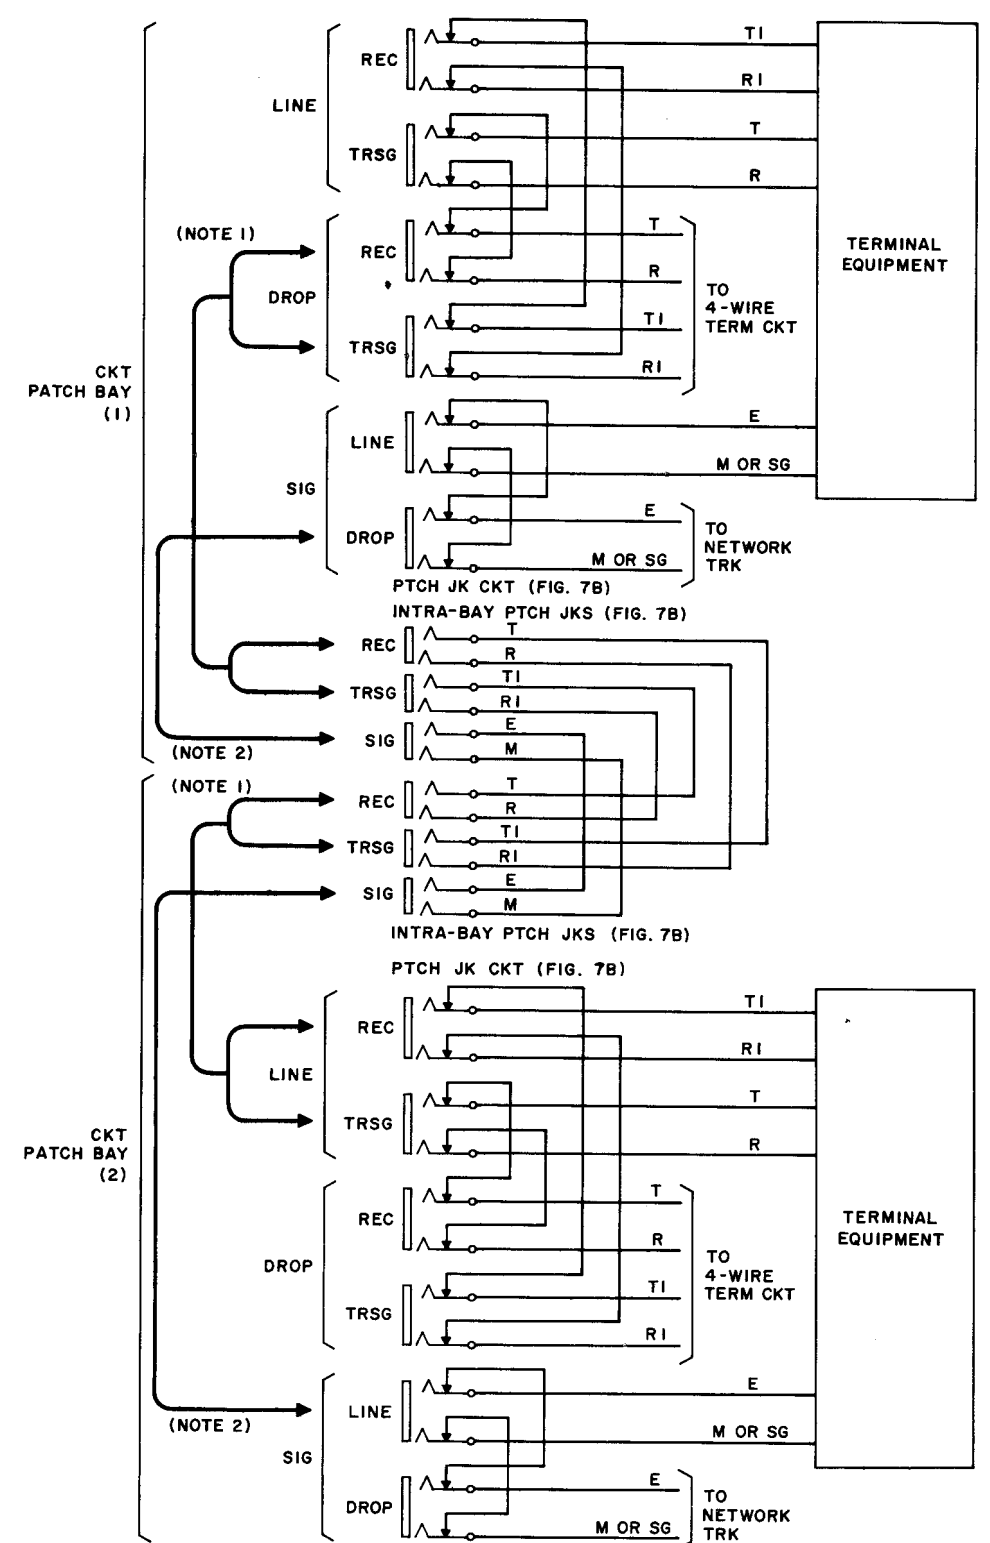 CKT
PATCH BAY
(1)
LINE
REC
T1
R1
TRSG
T
R
TERMINAL
EQUIPMENT
(NOTE 1)
DROP
REC
T
R
TRSG
T1
R1
TO
4-WIRE
TERM CKT
SIG
LINE
E
M OR SG
DROP
E
M OR SG
TO
NETWORK
TRK
PTCH JK CKT (FIG. 7B)
INTRA-BAY PTCH JKS (FIG. 7B)
REC
T
R
TRSG
T1
R1
SIG
E
M
(NOTE 2)
(NOTE 1)
REC
T
R
TRSG
T1
R1
SIG
E
M
INTRA-BAY PTCH JKS (FIG. 7B)
PTCH JK CKT (FIG. 7B)
CKT
PATCH BAY
(2)
LINE
REC
T1
R1
TRSG
T
R
TERMINAL
EQUIPMENT
DROP
REC
T
R
TRSG
T1
R1
TO
4-WIRE
TERM CKT
(NOTE 2)
SIG
LINE
E
M OR SG
DROP
E
M OR SG
TO
NETWORK
TRK